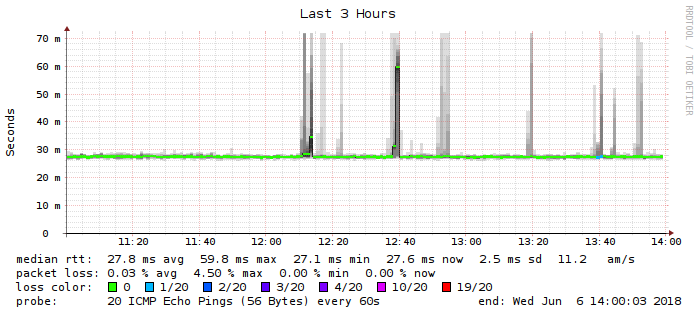 Last 3 Hours
RRDTOOL / TOBI OETIKER
Seconds
70 m
60 m
50 m
40 m
30 m
20 m
10 m
0
11:20 11:40 12:00 12:20 12:40 13:00 13:20 13:40 14:00
median rtt: 27.8 ms avg 59.8 ms max 27.1 ms min 27.6 ms now 2.5 ms sd 11.2 am/s
packet loss: 0.03 % avg 4.50 % max 0.00 % min 0.00 % now
loss color: 0 1/20 2/20 3/20 4/20 10/20 19/20
probe: 20 ICMP Echo Pings (56 Bytes) every 60s end: Wed Jun 6 14:00:03 2018